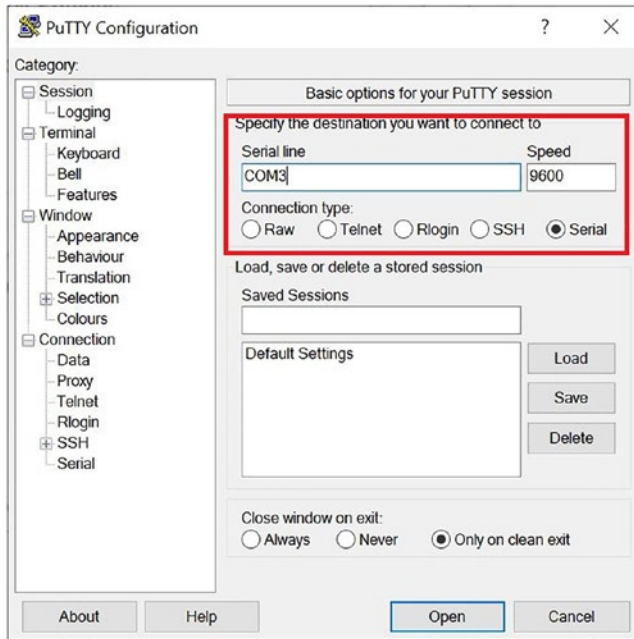 PuTTY Configuration
?
Category:
Session
Logging
Terminal
Keyboard
Bell
Features
Window
Appearance
Behaviour
Translation
Selection
Colours
Connection
Data
Proxy
Telnet
Rlogin
SSH
Serial
Basic options for your PuTTY session
Specify the destination you want to connect to
Serial line Speed
COM3 9600
Connection type:
Raw Telnet Rlogin SSH Serial
Load, save or delete a stored session
Saved Sessions
Default Settings
Load
Save
Delete
Close window on exit:
Always Never Only on clean exit
About Help Open Cancel